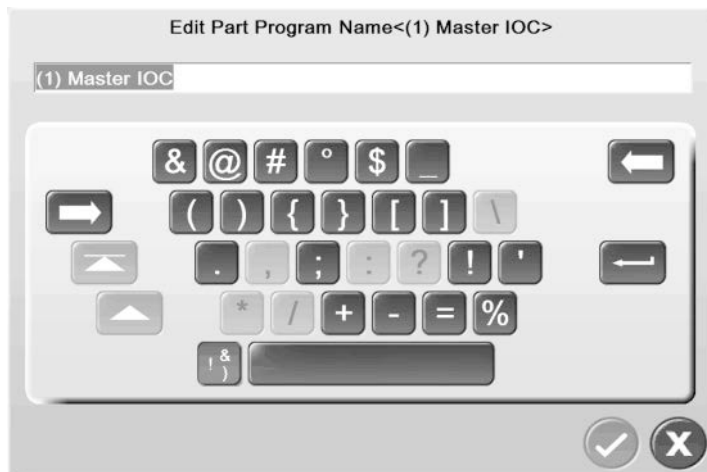 Edit Part Program Name<(1) Master IOC>
(1) Master IOC
& @ # ° $ _
( ) { } [ ] \
. , ; : ? ! '
* / + - = %
! & )